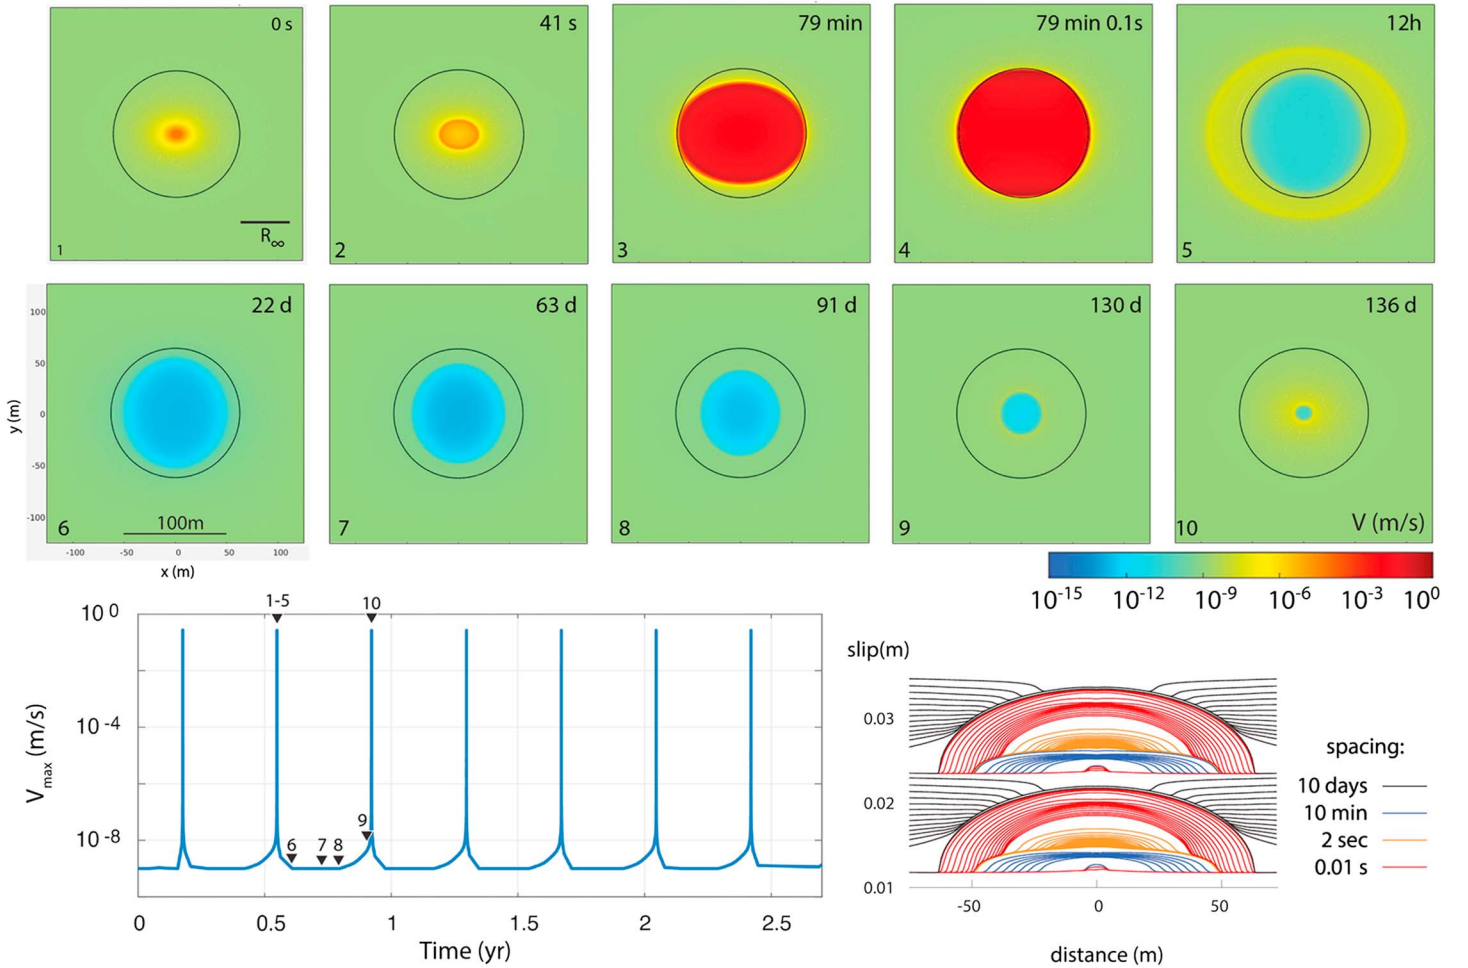 0 s
R∞
1
41 s
2
79 min
3
79 min 0.1s
4
12h
5
22 d
100
50
0
-50
-100
y (m)
6
100m
-100 -50 0 50 100
x (m)
63 d
7
91 d
8
130 d
9
136 d
10
V (m/s)
10-15 10-12 10-9 10-6 10-3 100
1-5
10
10 0
10 -4
10 -8
Vmax (m/s)
6
7
8
9
0 0.5 1 1.5 2 2.5
Time (yr)
slip(m)
0.03
0.02
0.01
-50 0 50
distance (m)
spacing:
10 days
10 min
2 sec
0.01 s